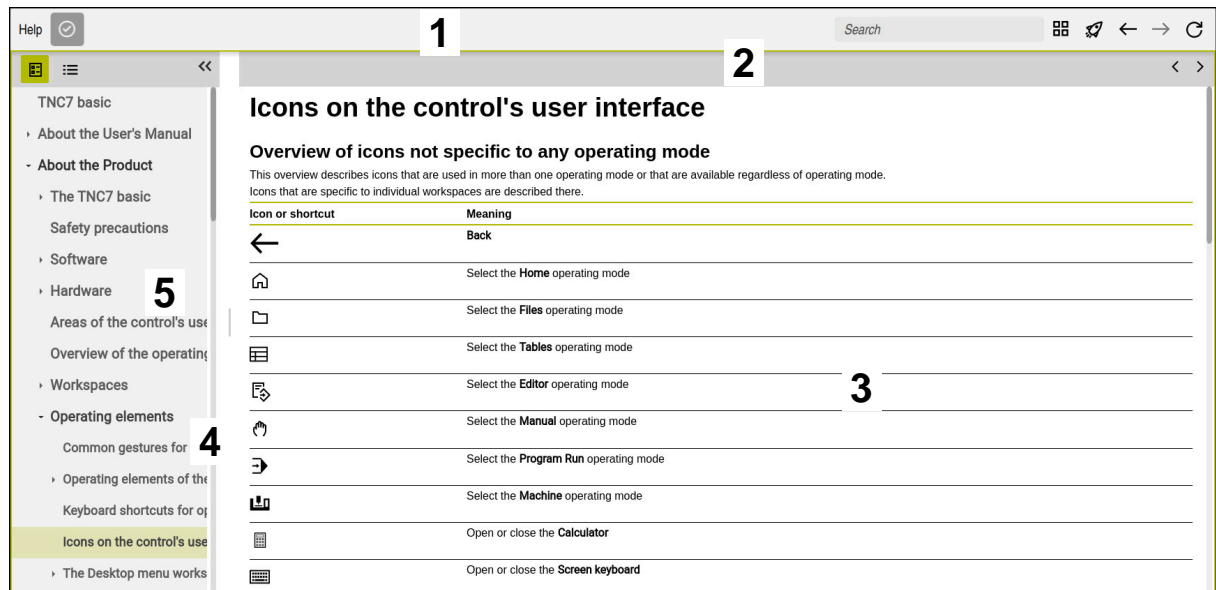 Help
1
Search
2
TNC7 basic
About the User's Manual
About the Product
The TNC7 basic
Safety precautions
Software
Hardware
5
Areas of the control's use
Overview of the operating
Workspaces
Operating elements
4
Common gestures for
Operating elements of the
Keyboard shortcuts for op
Icons on the control's use
The Desktop menu works
Icons on the control's user interface
Overview of icons not specific to any operating mode
This overview describes icons that are used in more than one operating mode or that are available regardless of operating mode.
Icons that are specific to individual workspaces are described there.
Icon or shortcut Meaning
Back
Select the Home operating mode
Select the Files operating mode
Select the Tables operating mode
Select the Editor operating mode
3
Select the Manual operating mode
Select the Program Run operating mode
Select the Machine operating mode
Open or close the Calculator
Open or close the Screen keyboard